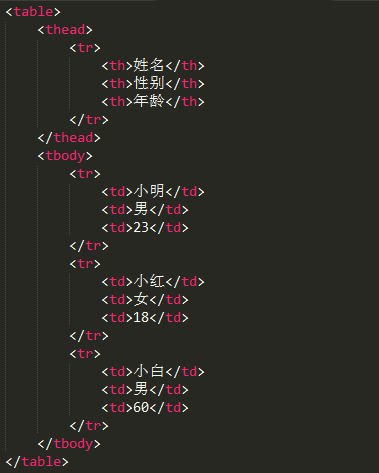 <table>
<thead>
<tr>
<th>姓名</th>
<th>性别</th>
<th>年龄</th>
</tr>
</thead>
<tbody>
<tr>
<td>小明</td>
<td>男</td>
<td>23</td>
</tr>
<tr>
<td>小红</td>
<td>女</td>
<td>18</td>
</tr>
<tr>
<td>小白</td>
<td>男</td>
<td>60</td>
</tr>
</tbody>
</table>